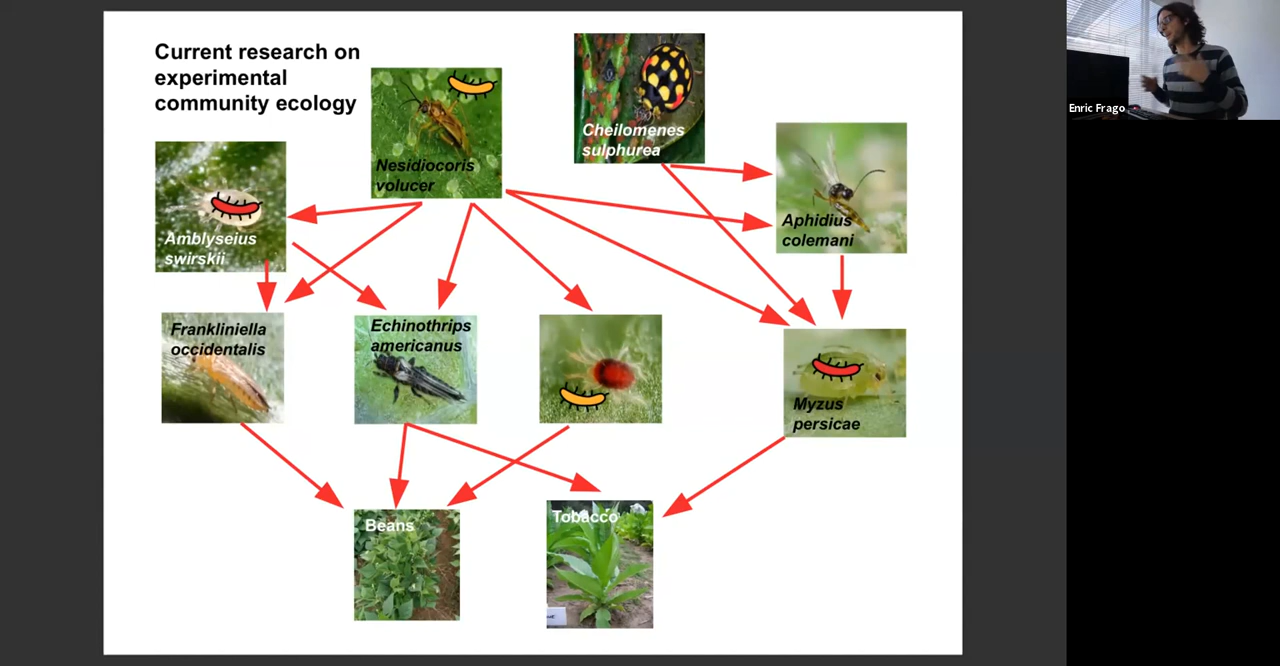 Current research on
experimental
community ecology
Nesidiocoris
volucer
Cheilomenes
sulphurea
Amblyseius
swirskii
Aphidius
colemani
Frankliniella
occidentalis
Echinothrips
americanus
Myzus
persicae
Beans
Tobacco
Enric Frago